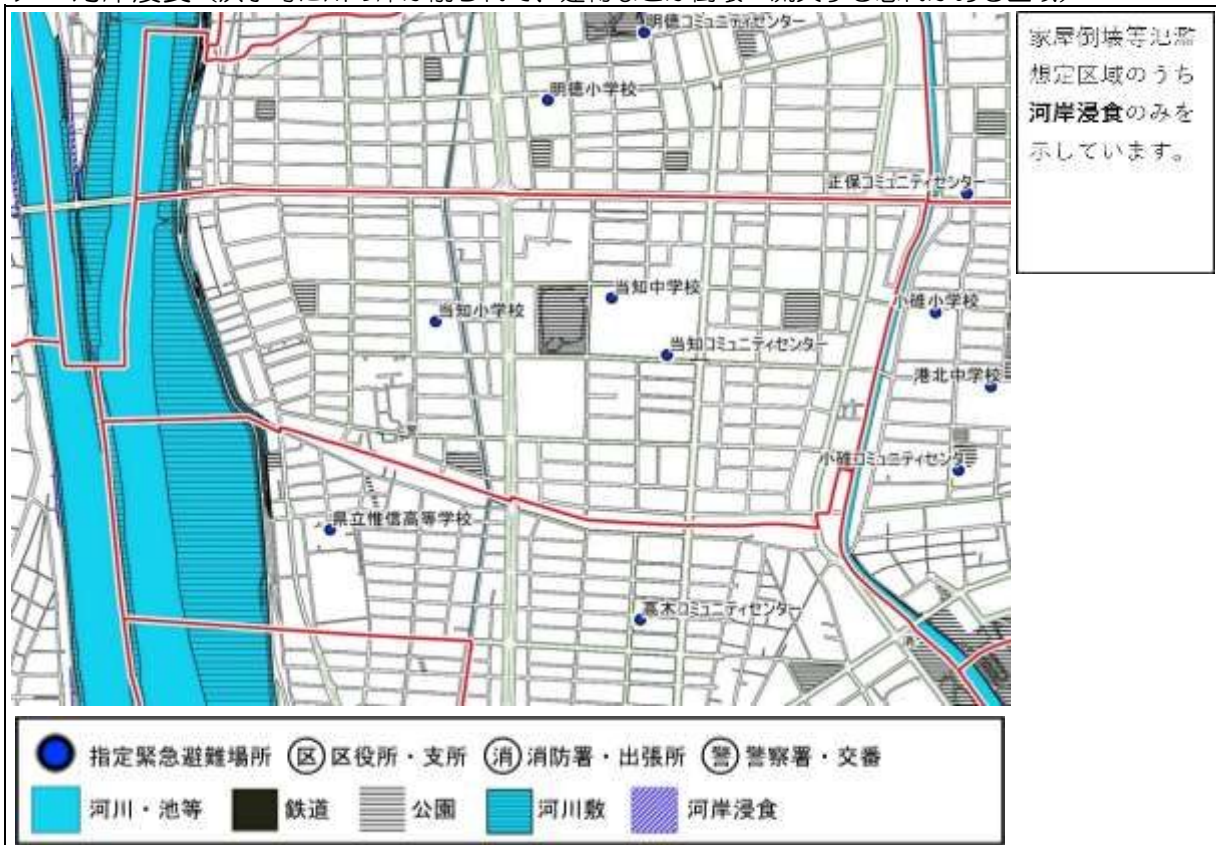 家屋倒壊等氾濫
想定区域のうち
河岸浸食のみを
示しています。
明徳コミュニティセンター
明徳小学校
正保コミュニティセンター
当知中学校
当知小学校
小碓小学校
当知コミュニティセンター
港北中学校
小碓コミュニティセンター
県立惟信高等学校
高木コミュニティセンター
指定緊急避難場所 区 区役所・支所 消 消防署・出張所 警 警察署・交番
河川・池等 鉄道 公園 河川敷 河岸浸食